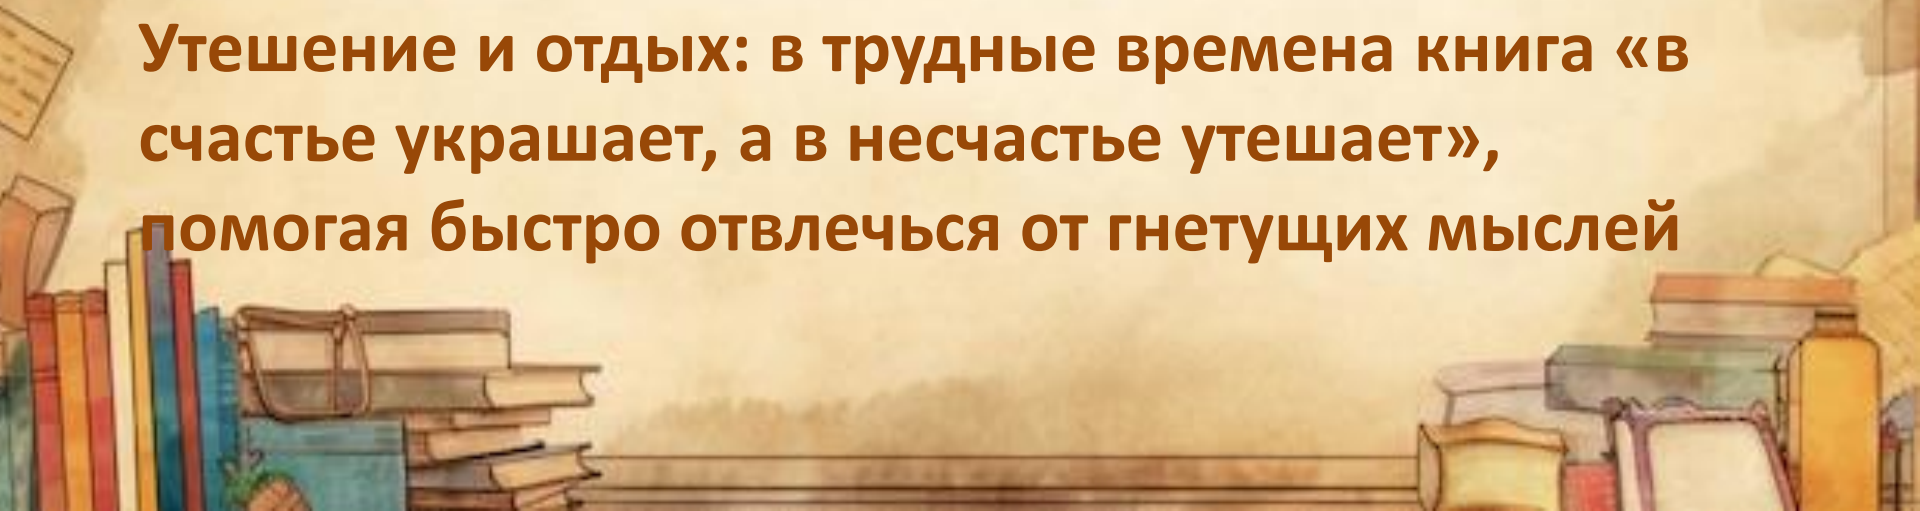 Утешение и отдых: в трудные времена книга «в
счастье украшает, а в несчастье утешает»,
помогая быстро отвлечься от гнетущих мыслей